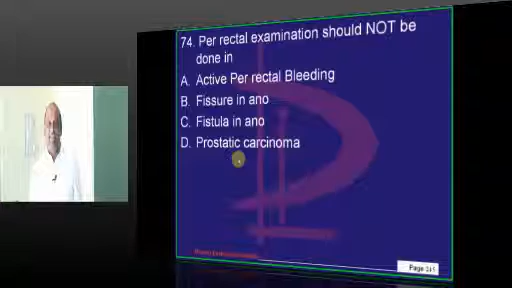 74. Per rectal examination should NOT be
done in
A. Active Per rectal Bleeding
B. Fissure in ano
C. Fistula in ano
D. Prostatic carcinoma